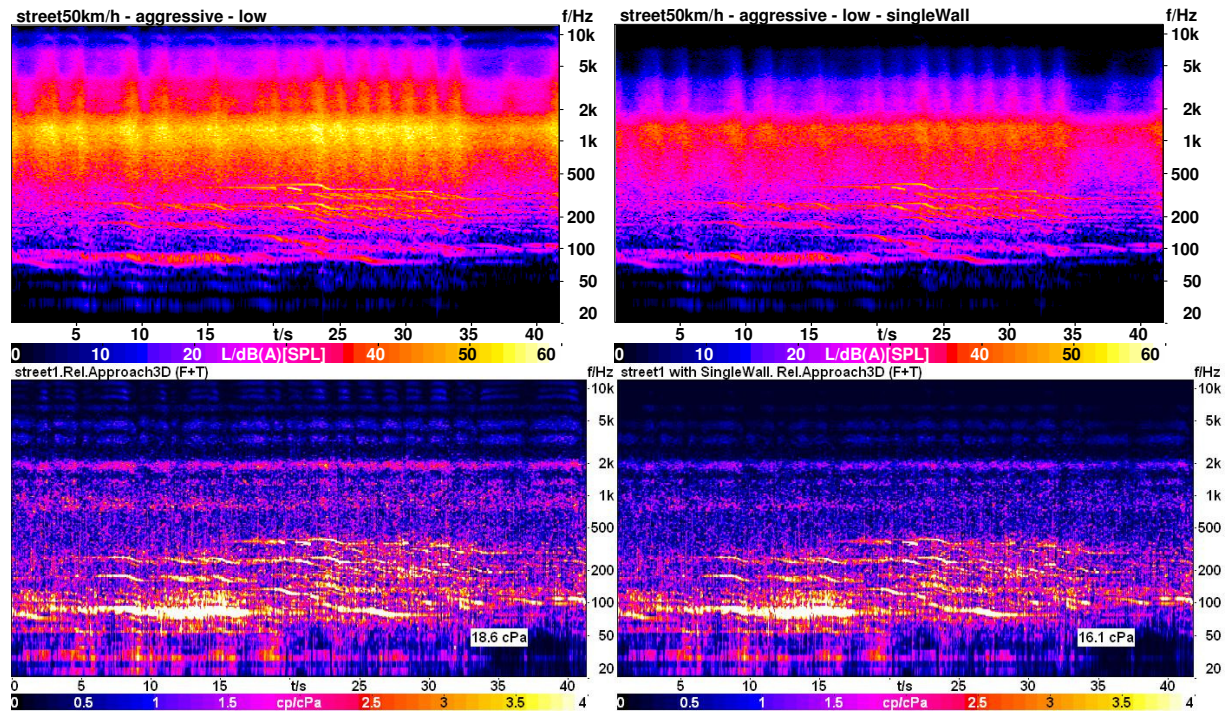 street50km/h - aggressive - low f/Hz
10k
5k
2k
1k
500
200
100
50
20
5 10 15 t/s 25 30 35 40
0 10 20 L/dB(A)[SPL] 40 50 60
street50km/h - aggressive - low - singleWall f/Hz
10k
5k
2k
1k
500
200
100
50
20
5 10 15 t/s 25 30 35 40
0 10 20 L/dB(A)[SPL] 40 50 60
street1.Rel.Approach3D (F+T) f/Hz
10k
5k
2k
1k
500
200
100
50
20
18.6 cPa
0 5 10 15 t/s 25 30 35 40
0 0.5 1 1.5 cp/cPa 2.5 3 3.5 4
street1 with SingleWall. Rel.Approach3D (F+T) f/Hz
10k
5k
2k
1k
500
200
100
50
20
16.1 cPa
5 10 15 t/s 25 30 35 40
0 0.5 1 1.5 cp/cPa 2.5 3 3.5 4